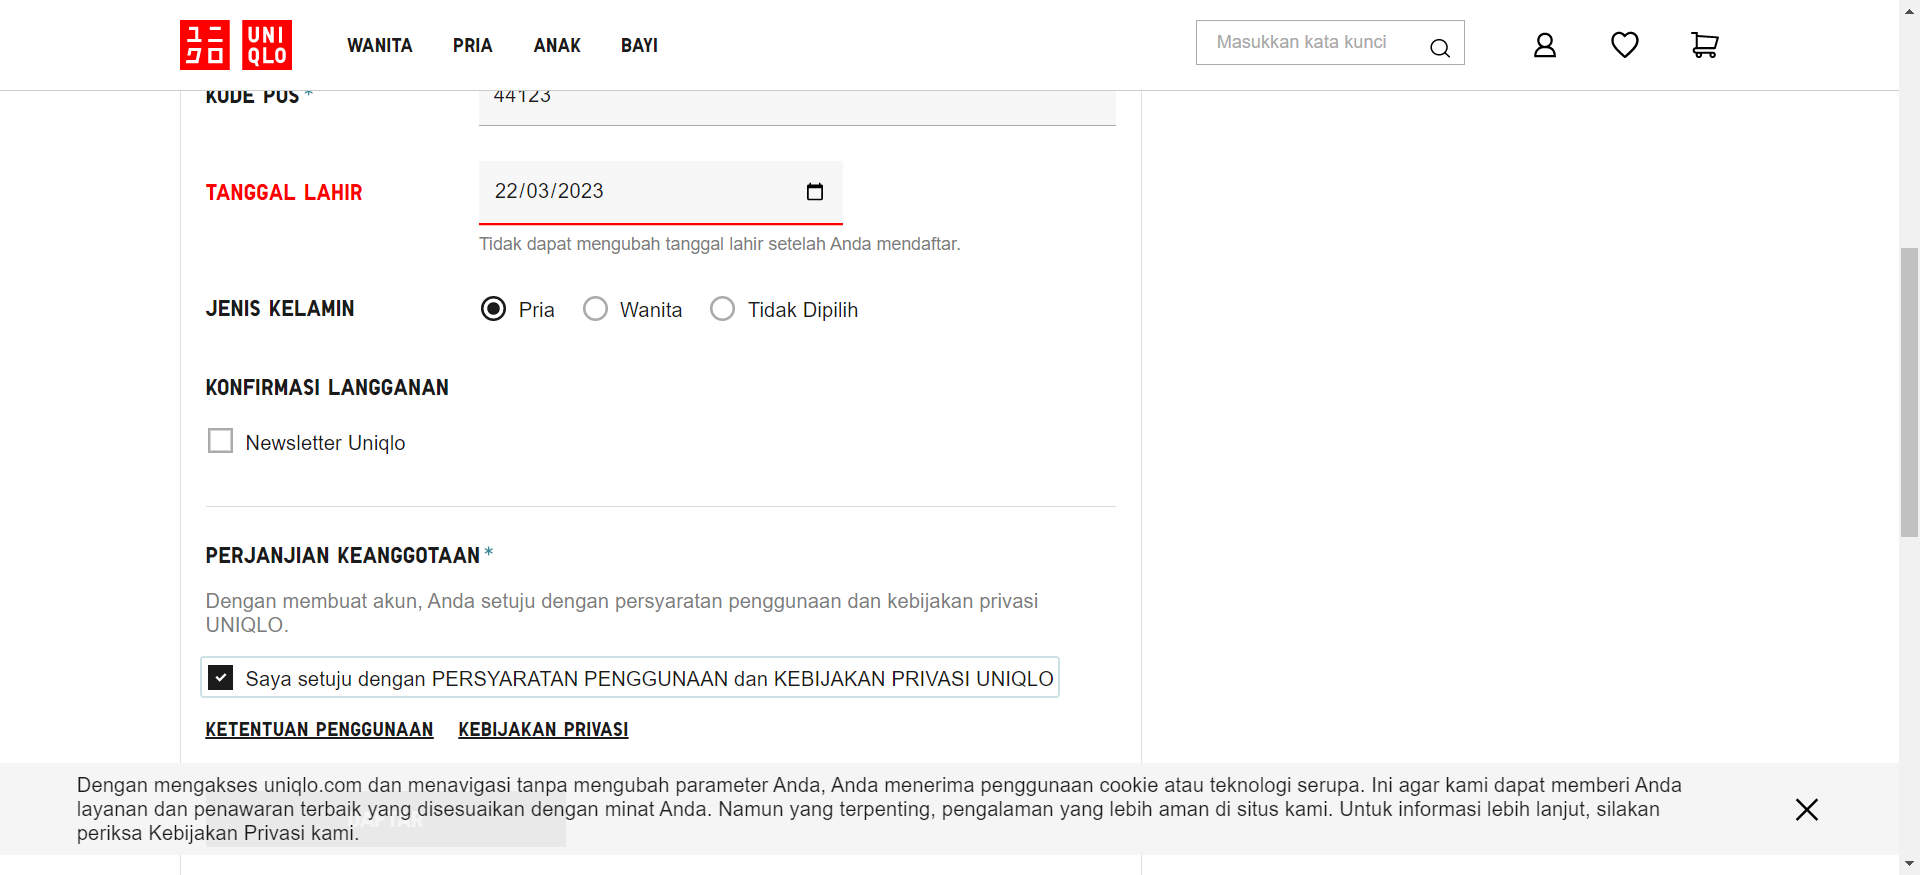 ユニ UNI
クロ QLO
WANITA PRIA ANAK BAYI
Masukkan kata kunci
KODE POS *
44123
TANGGAL LAHIR
22/03/2023
Tidak dapat mengubah tanggal lahir setelah Anda mendaftar.
JENIS KELAMIN
Pria Wanita Tidak Dipilih
KONFIRMASI LANGGANAN
Newsletter Uniqlo
PERJANJIAN KEANGGOTAAN *
Dengan membuat akun, Anda setuju dengan persyaratan penggunaan dan kebijakan privasi
UNIQLO.
Saya setuju dengan PERSYARATAN PENGGUNAAN dan KEBIJAKAN PRIVASI UNIQLO
KETENTUAN PENGGUNAAN KEBIJAKAN PRIVASI
Dengan mengakses uniqlo.com dan menavigasi tanpa mengubah parameter Anda, Anda menerima penggunaan cookie atau teknologi serupa. Ini agar kami dapat memberi Anda
layanan dan penawaran terbaik yang disesuaikan dengan minat Anda. Namun yang terpenting, pengalaman yang lebih aman di situs kami. Untuk informasi lebih lanjut, silakan
periksa Kebijakan Privasi kami.
DAFTAR